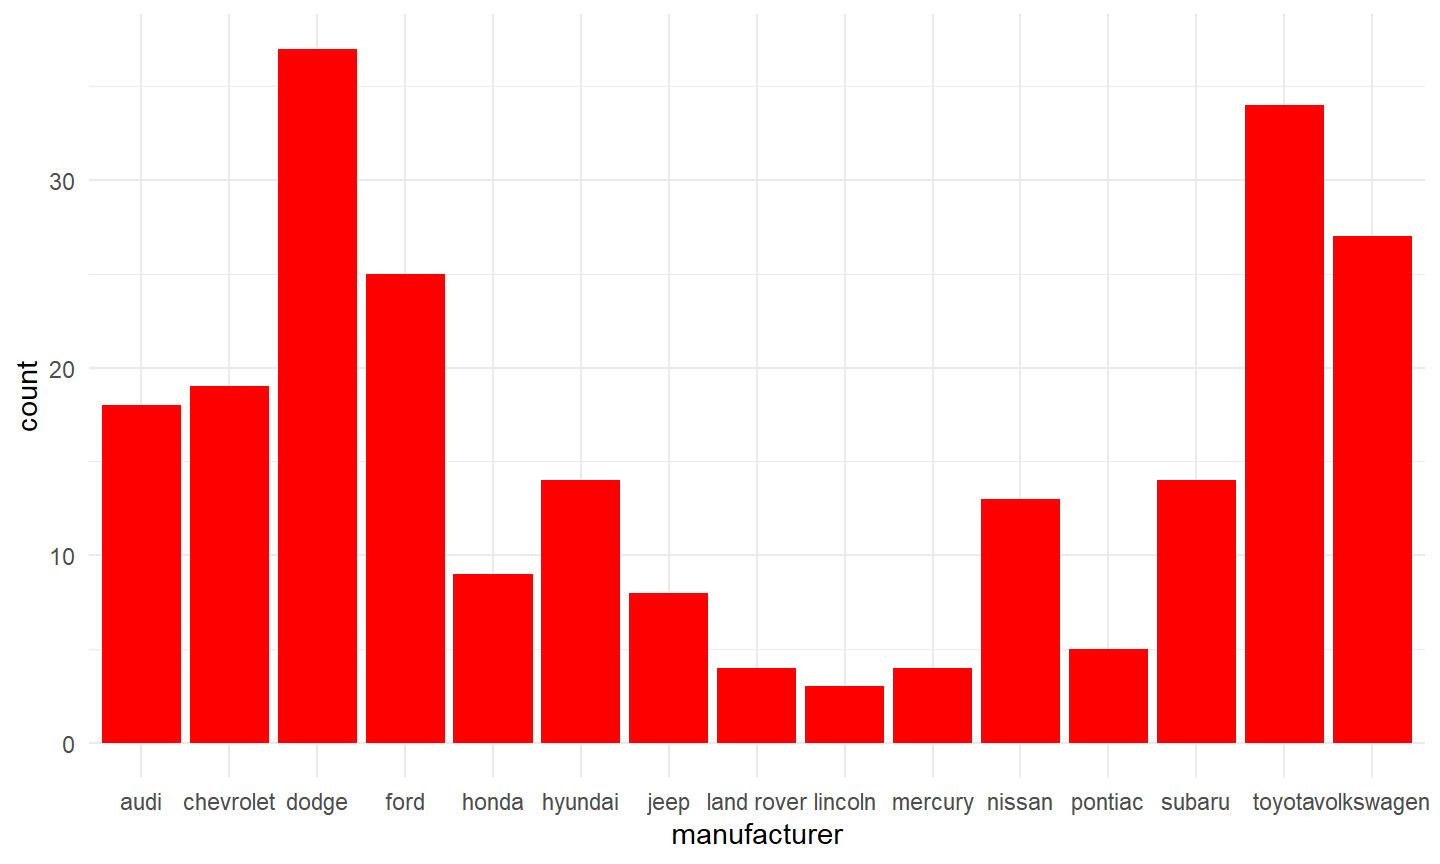 count
30
20
10
0
audi chevrolet dodge ford honda hyundai jeep land rover lincoln mercury nissan pontiac subaru toyota volkswagen
manufacturer